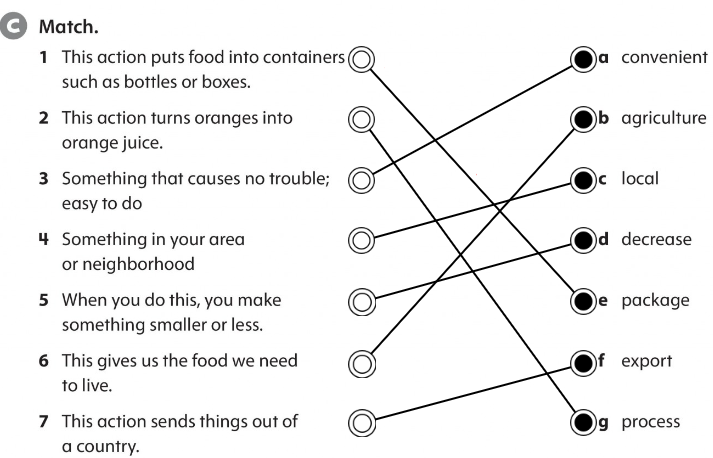 C Match.
1 This action puts food into containers
such as bottles or boxes.
a convenient
2 This action turns oranges into
orange juice.
b agriculture
3 Something that causes no trouble;
easy to do
c local
4 Something in your area
or neighborhood
d decrease
5 When you do this, you make
something smaller or less.
e package
6 This gives us the food we need
to live.
f export
7 This action sends things out of
a country.
g process